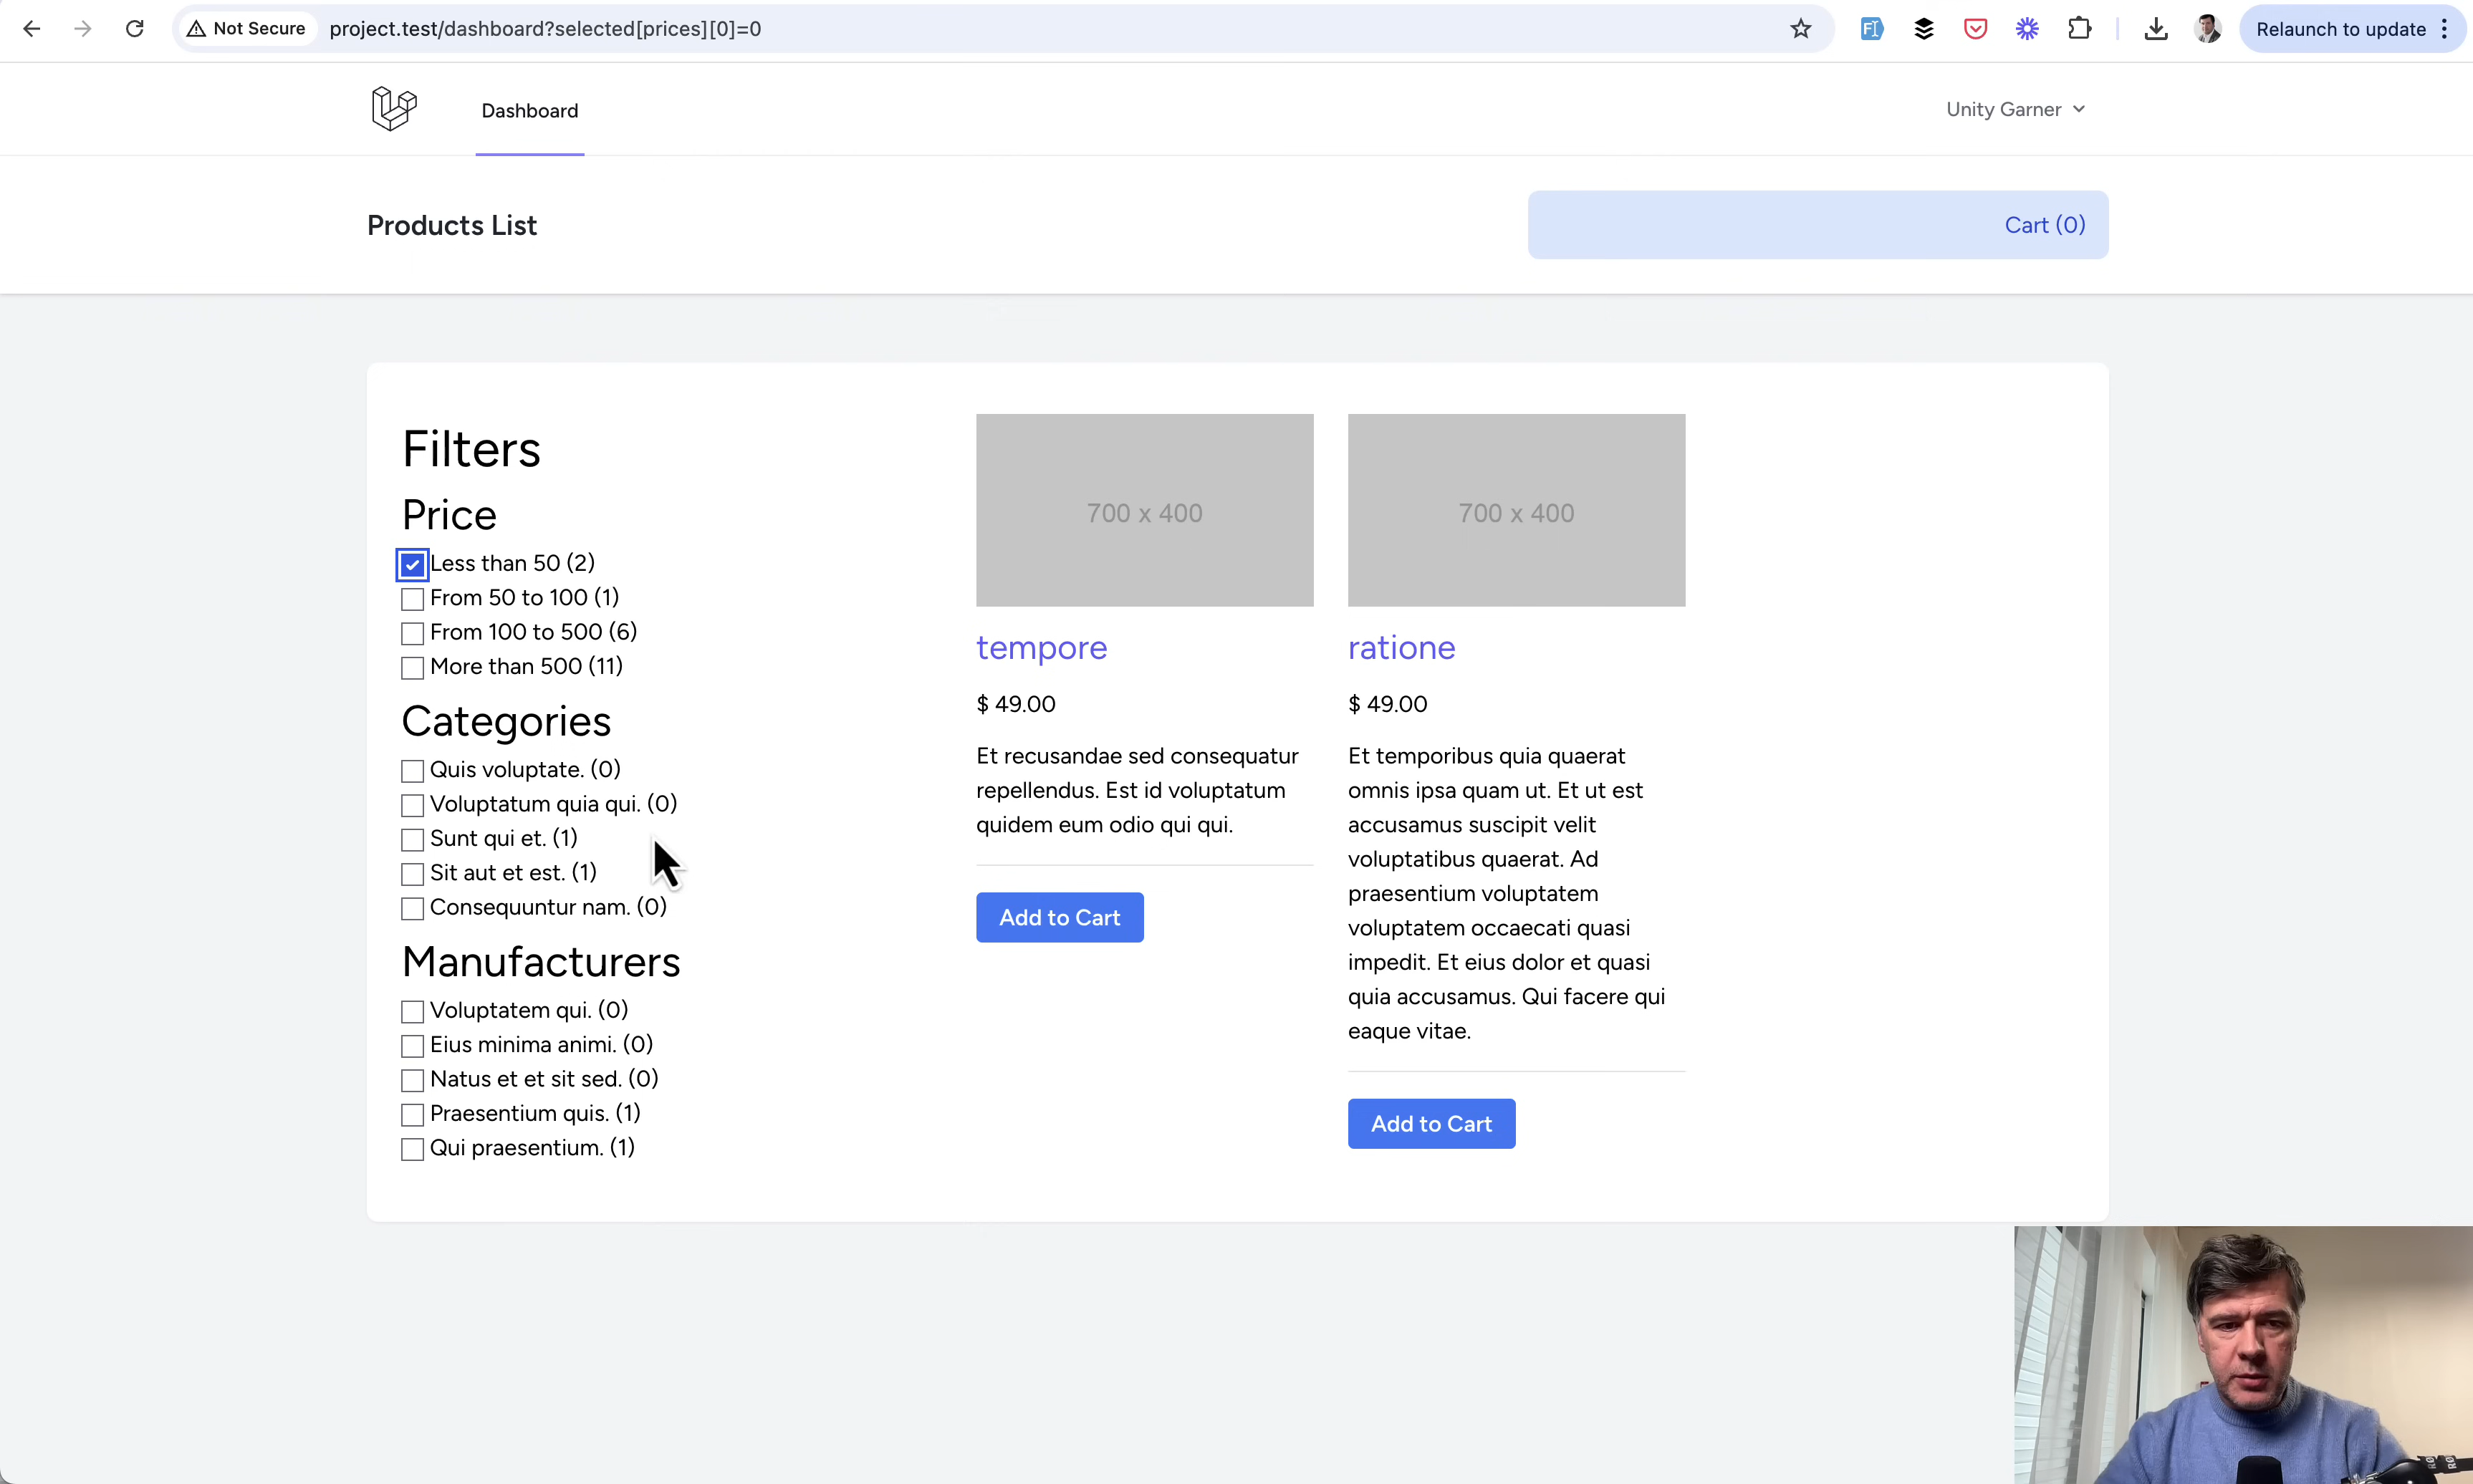 Not Secure
project.test/dashboard?selected[prices][0]=0
Relaunch to update
Dashboard
Unity Garner
Products List
Cart (0)
Filters
Price
Less than 50 (2)
From 50 to 100 (1)
From 100 to 500 (6)
More than 500 (11)
Categories
Quis voluptate. (0)
Voluptatum quia qui. (0)
Sunt qui et. (1)
Sit aut et est. (1)
Consequuntur nam. (0)
Manufacturers
Voluptatem qui. (0)
Eius minima animi. (0)
Natus et et sit sed. (0)
Praesentium quis. (1)
Qui praesentium. (1)
700 x 400
tempore
$ 49.00
Et recusandae sed consequatur
repellendus. Est id voluptatum
quidem eum odio qui qui.
Add to Cart
700 x 400
ratione
$ 49.00
Et temporibus quia quaerat
omnis ipsa quam ut. Et ut est
accusamus suscipit velit
voluptatibus quaerat. Ad
praesentium voluptatem
voluptatem occaecati quasi
impedit. Et eius dolor et quasi
quia accusamus. Qui facere qui
eaque vitae.
Add to Cart